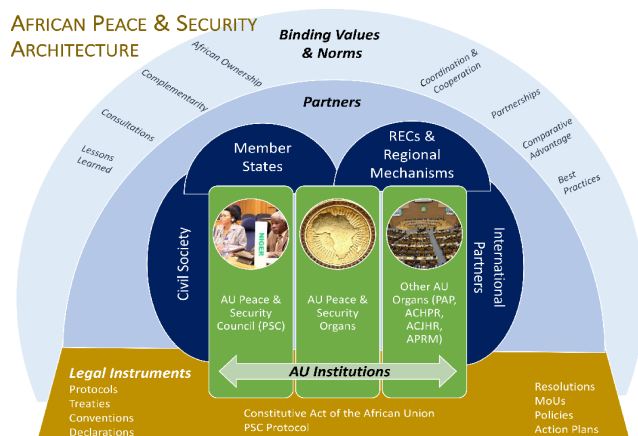 AFRICAN PEACE & SECURITY
ARCHITECTURE
Binding Values
& Norms
Lessons
Learned
Consultations
Complementarity
African Ownership
Coordination &
Cooperation
Partnerships
Comparative
Advantage
Best
Practices
Partners
Member
States
RECs &
Regional
Mechanisms
Civil Society
International
Partners
NIGER
AU Peace &
Security
Council (PSC)
AU Peace &
Security
Organs
Other AU
Organs (PAP,
ACHPR,
ACJHR,
APRM)
AU Institutions
Legal Instruments
Protocols
Treaties
Conventions
Declarations
Constitutive Act of the African Union
PSC Protocol
Resolutions
MoUs
Policies
Action Plans